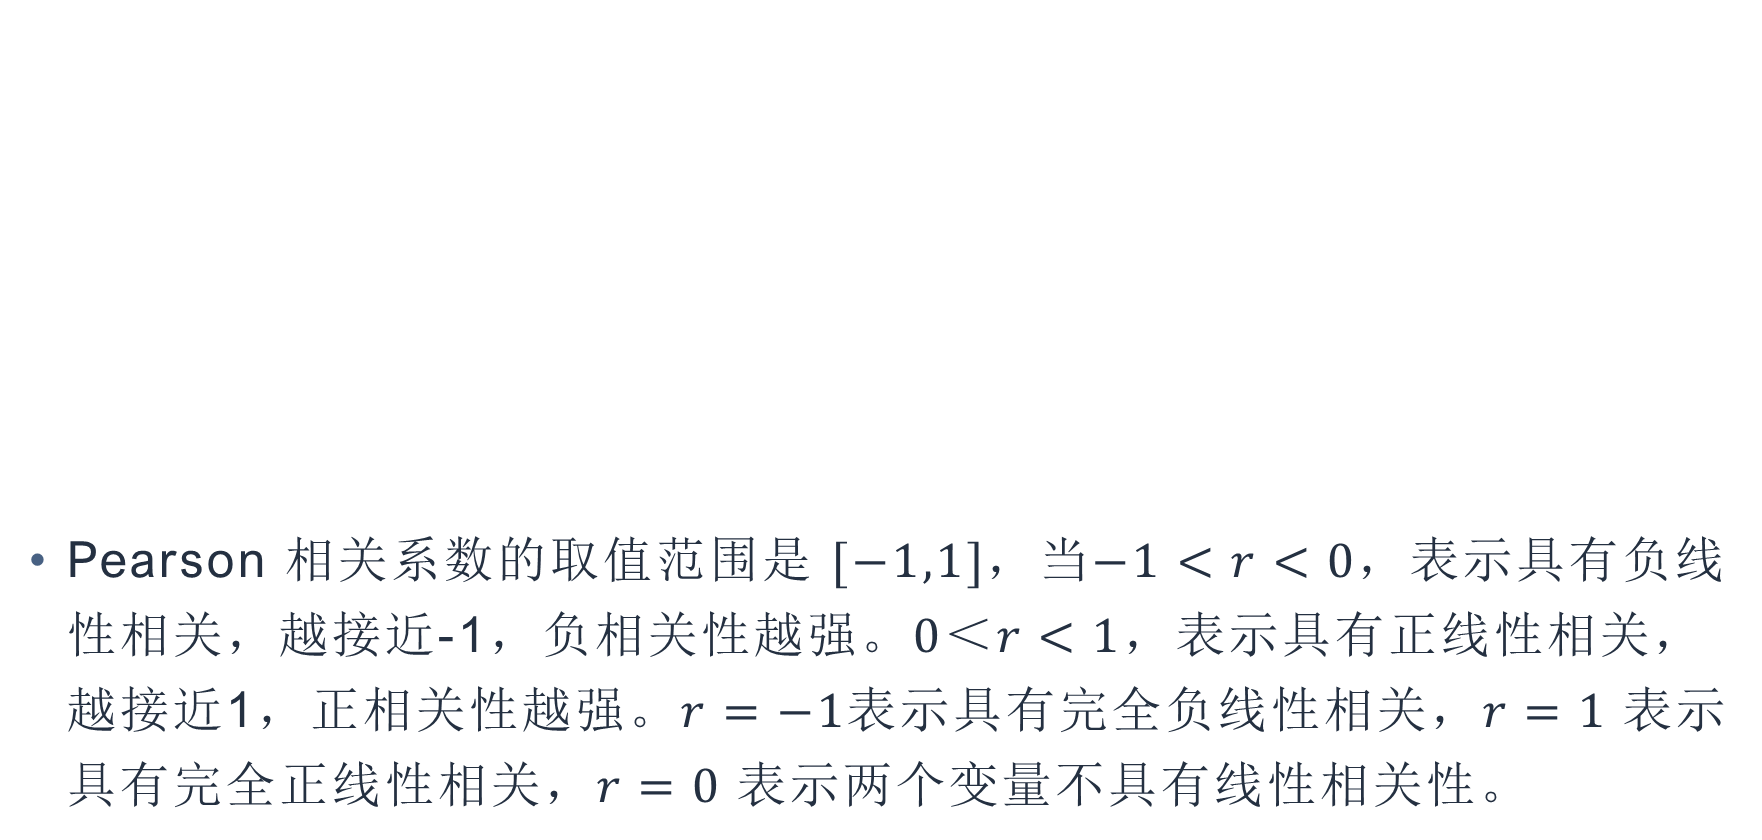 • Pearson 相关系数的取值范围是 [−1,1]，当−1 < r < 0，表示具有负线
性相关，越接近-1，负相关性越强。0＜r < 1，表示具有正线性相关，
越接近1，正相关性越强。r = −1表示具有完全负线性相关，r = 1 表示
具有完全正线性相关，r = 0 表示两个变量不具有线性相关性。